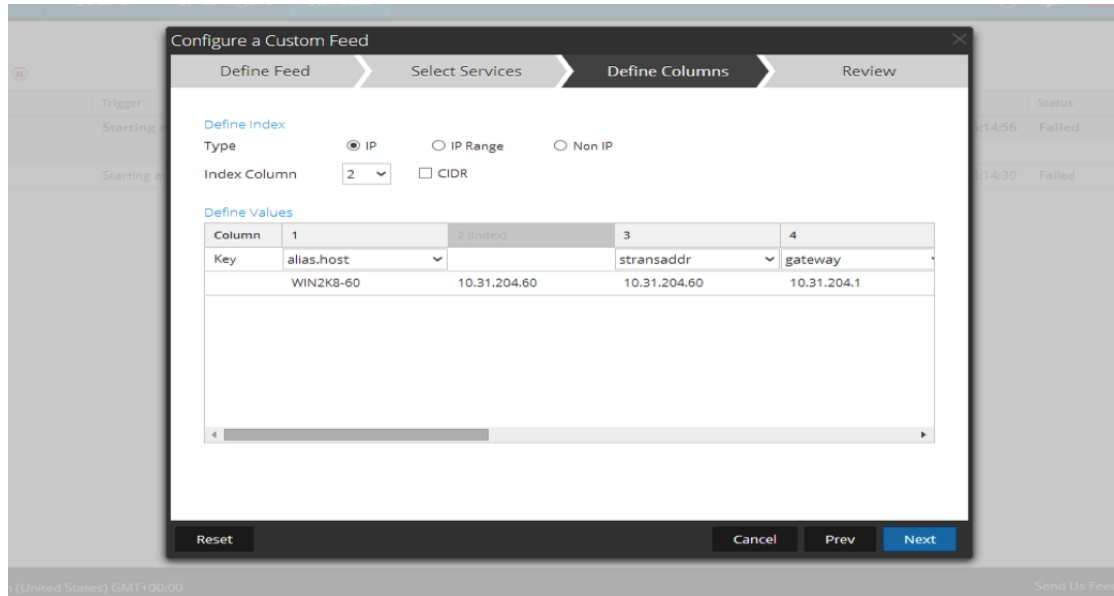 Configure a Custom Feed
Define Feed Select Services Define Columns Review
Trigger Status
Starting a 5:14:56 Failed
Starting a 5:14:30 Failed
Define Index
Type IP IP Range Non IP
Index Column 2 CIDR
Define Values
Column 1 2 (Index) 3 4
Key alias.host stransaddr gateway
WIN2K8-60 10.31.204.60 10.31.204.60 10.31.204.1
Reset Cancel Prev Next
(United States) GMT+00:00 Send Us Feed